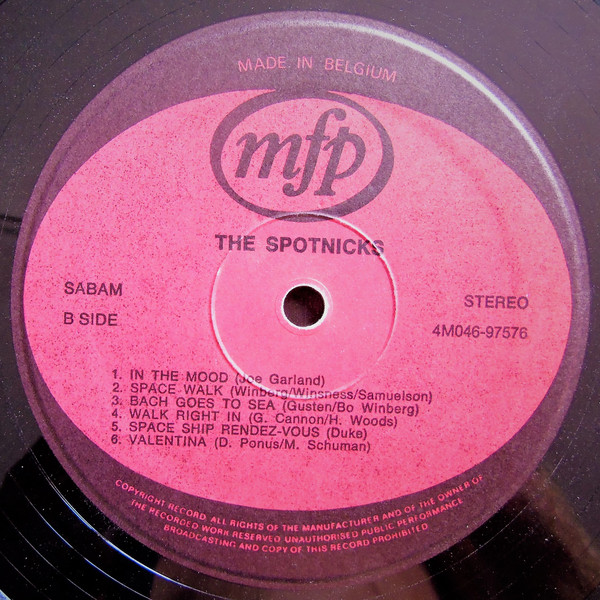 MADE IN BELGIUM
mfp
THE SPOTNICKS
SABAM
STEREO
B SIDE
4M046-97576
1. IN THE MOOD (Joe Garland)
2. SPACE WALK (Winberg/Winsness/Samuelson)
3. BACH GOES TO SEA (Gusten/Bo Winberg)
4. WALK RIGHT IN (G. Cannon/H. Woods)
5. SPACE SHIP RENDEZ-VOUS (Duke)
6. VALENTINA (D. Ponus/M. Schuman)
COPYRIGHT RECORD ALL RIGHTS OF THE MANUFACTURER AND OF THE OWNER OF
THE RECORDED WORK RESERVED UNAUTHORISED PUBLIC PERFORMANCE
BROADCASTING AND COPY OF THIS RECORD PROHIBITED